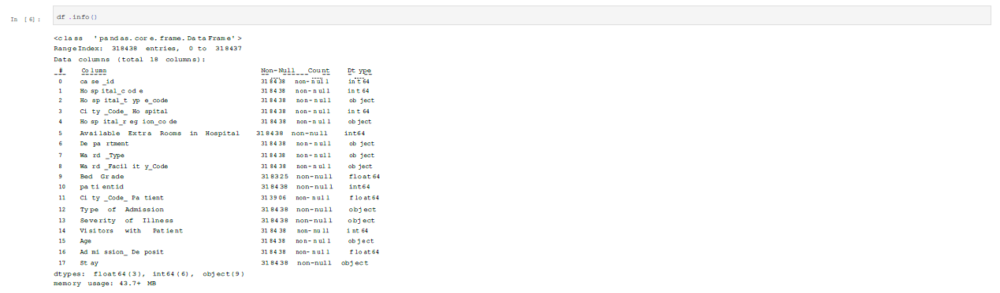 In [6]: df.info()
<class 'pandas.core.frame.DataFrame'>
RangeIndex: 318438 entries, 0 to 318437
Data columns (total 18 columns):
# Column Non-Null Count Dtype
0 case_id 318438 non-null int64
1 Hospital_code 318438 non-null int64
2 Hospital_type_code 318438 non-null object
3 City_Code_Hospital 318438 non-null int64
4 Hospital_region_code 318438 non-null object
5 Available Extra Rooms in Hospital 318438 non-null int64
6 Department 318438 non-null object
7 Ward_Type 318438 non-null object
8 Ward_Facility_Code 318438 non-null object
9 Bed Grade 318325 non-null float64
10 patientid 318438 non-null int64
11 City_Code_Patient 313906 non-null float64
12 Type of Admission 318438 non-null object
13 Severity of Illness 318438 non-null object
14 Visitors with Patient 318438 non-null int64
15 Age 318438 non-null object
16 Admission_Deposit 318438 non-null float64
17 Stay 318438 non-null object
dtypes: float64(3), int64(6), object(9)
memory usage: 43.7+ MB